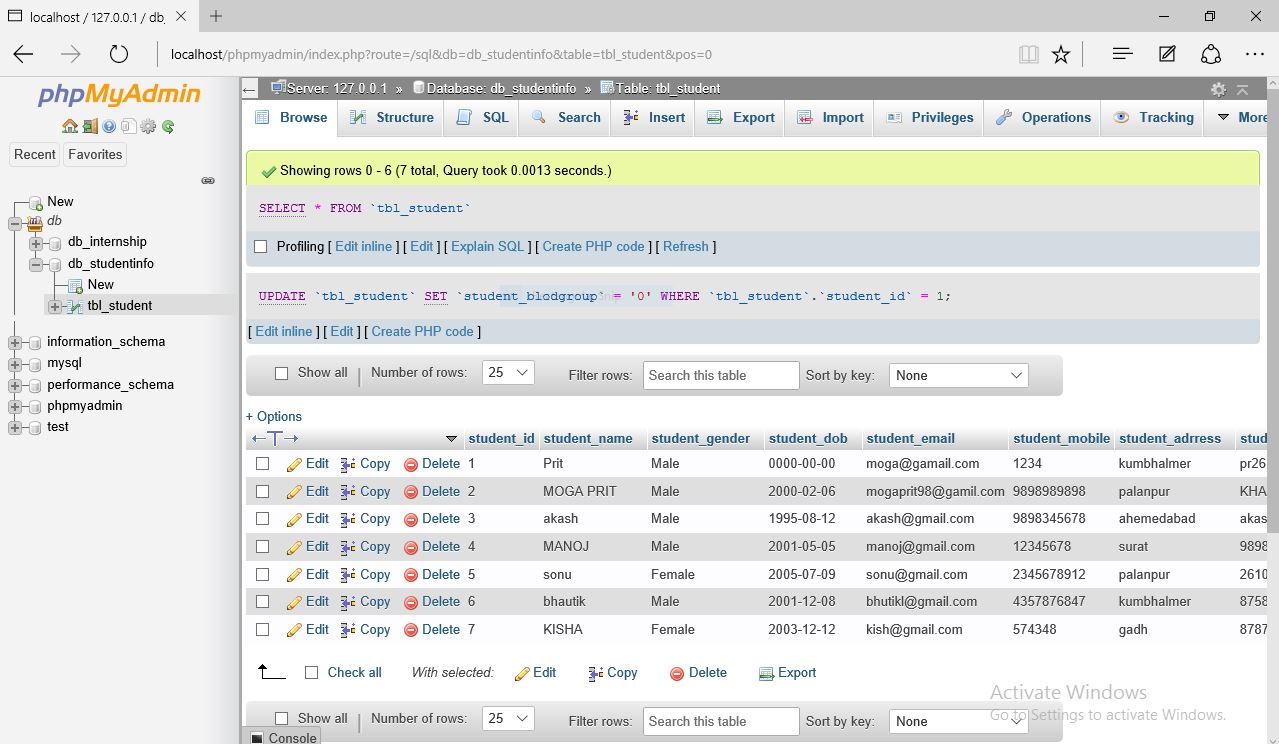 localhost / 127.0.0.1 / db_
localhost/phpmyadmin/index.php?route=/sql&db=db_studentinfo&table=tbl_student&pos=0
phpMyAdmin
Recent Favorites
New
db
db_internship
db_studentinfo
New
tbl_student
information_schema
mysql
performance_schema
phpmyadmin
test
Server: 127.0.0.1 » Database: db_studentinfo » Table: tbl_student
Browse Structure SQL Search Insert Export Import Privileges Operations Tracking More
Showing rows 0 - 6 (7 total, Query took 0.0013 seconds.)
SELECT * FROM `tbl_student`
Profiling [ Edit inline ] [ Edit ] [ Explain SQL ] [ Create PHP code ] [ Refresh ]
UPDATE `tbl_student` SET `student_blodgroup` = '0' WHERE `tbl_student`.`student_id` = 1;
[ Edit inline ] [ Edit ] [ Create PHP code ]
Show all | Number of rows: 25 Filter rows: Search this table Sort by key: None
+ Options
←T→ student_id student_name student_gender student_dob student_email student_mobile student_adrress stud
Edit Copy Delete 1 Prit Male 0000-00-00 moga@gamail.com 1234 kumbhalmer pr26
Edit Copy Delete 2 MOGA PRIT Male 2000-02-06 mogaprit98@gamil.com 9898989898 palanpur KHA
Edit Copy Delete 3 akash Male 1995-08-12 akash@gmail.com 9898345678 ahemedabad akas
Edit Copy Delete 4 MANOJ Male 2001-05-05 manoj@gmail.com 12345678 surat 9898
Edit Copy Delete 5 sonu Female 2005-07-09 sonu@gmail.com 2345678912 palanpur 2610
Edit Copy Delete 6 bhautik Male 2001-12-08 bhutikl@gmail.com 4357876847 kumbhalmer 8758
Edit Copy Delete 7 KISHA Female 2003-12-12 kish@gmail.com 574348 gadh 8787
Check all With selected: Edit Copy Delete Export
Show all | Number of rows: 25 Filter rows: Search this table Sort by key: None
Console
Activate Windows
Go to Settings to activate Windows.